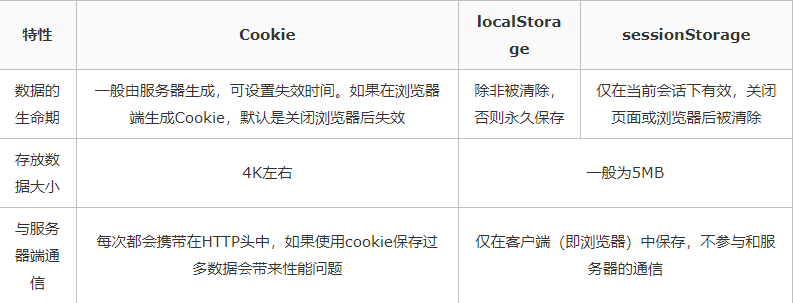 特性
Cookie
localStora
ge
sessionStorage
数据的
生命期
一般由服务器生成，可设置失效时间。如果在浏览器
端生成Cookie，默认是关闭浏览器后失效
除非被清除，
否则永久保存
仅在当前会话下有效，关闭
页面或浏览器后被清除
存放数
据大小
4K左右
一般为5MB
与服务
器端通
信
每次都会携带在HTTP头中，如果使用cookie保存过
多数据会带来性能问题
仅在客户端（即浏览器）中保存，不参与和服
务器的通信